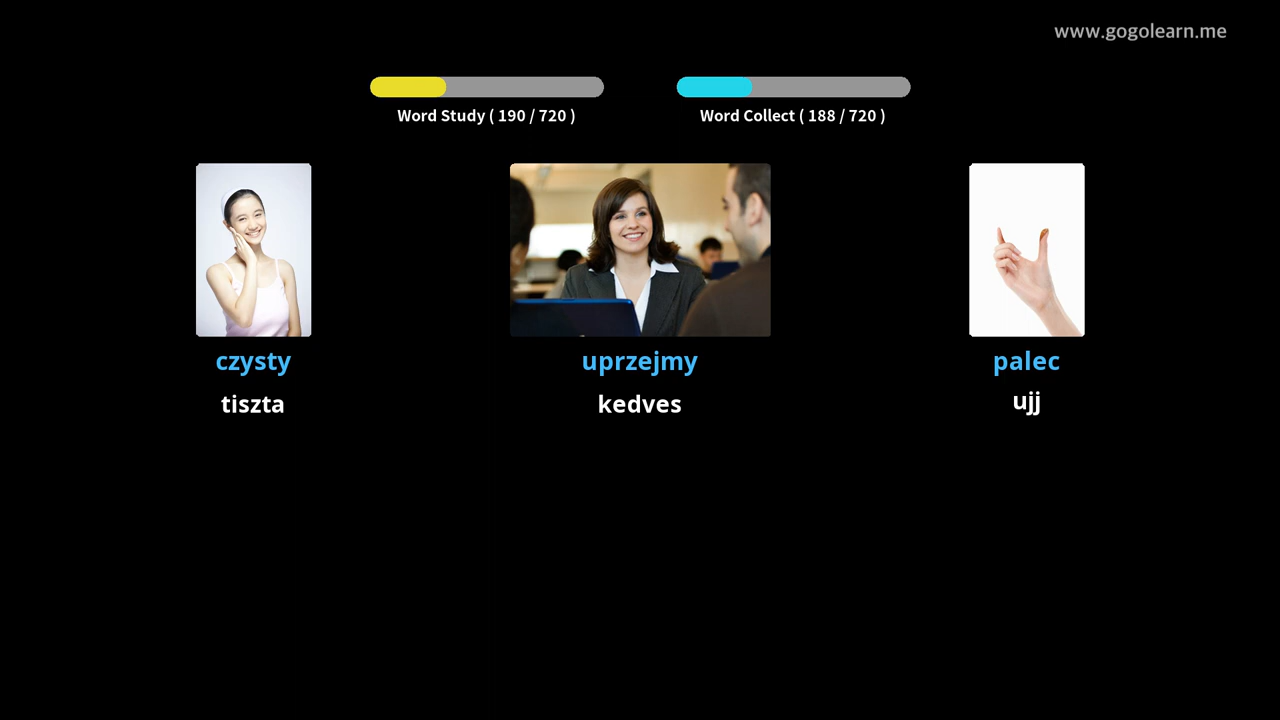 www.gogolearn.me
Word Study ( 190 / 720 )
Word Collect ( 188 / 720 )
czysty
uprzejmy
palec
tiszta
kedves
ujj